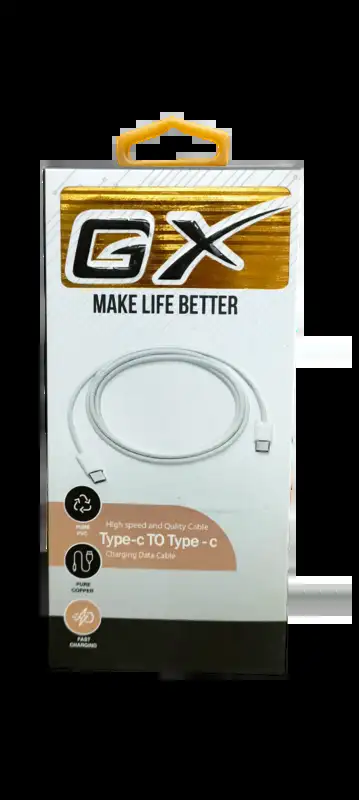 GX
MAKE LIFE BETTER
High speed and Qulity Cable
Type-c TO Type - c
Charging Data Cable
PURE
PVC
PURE
COPPER
FAST
CHARGING